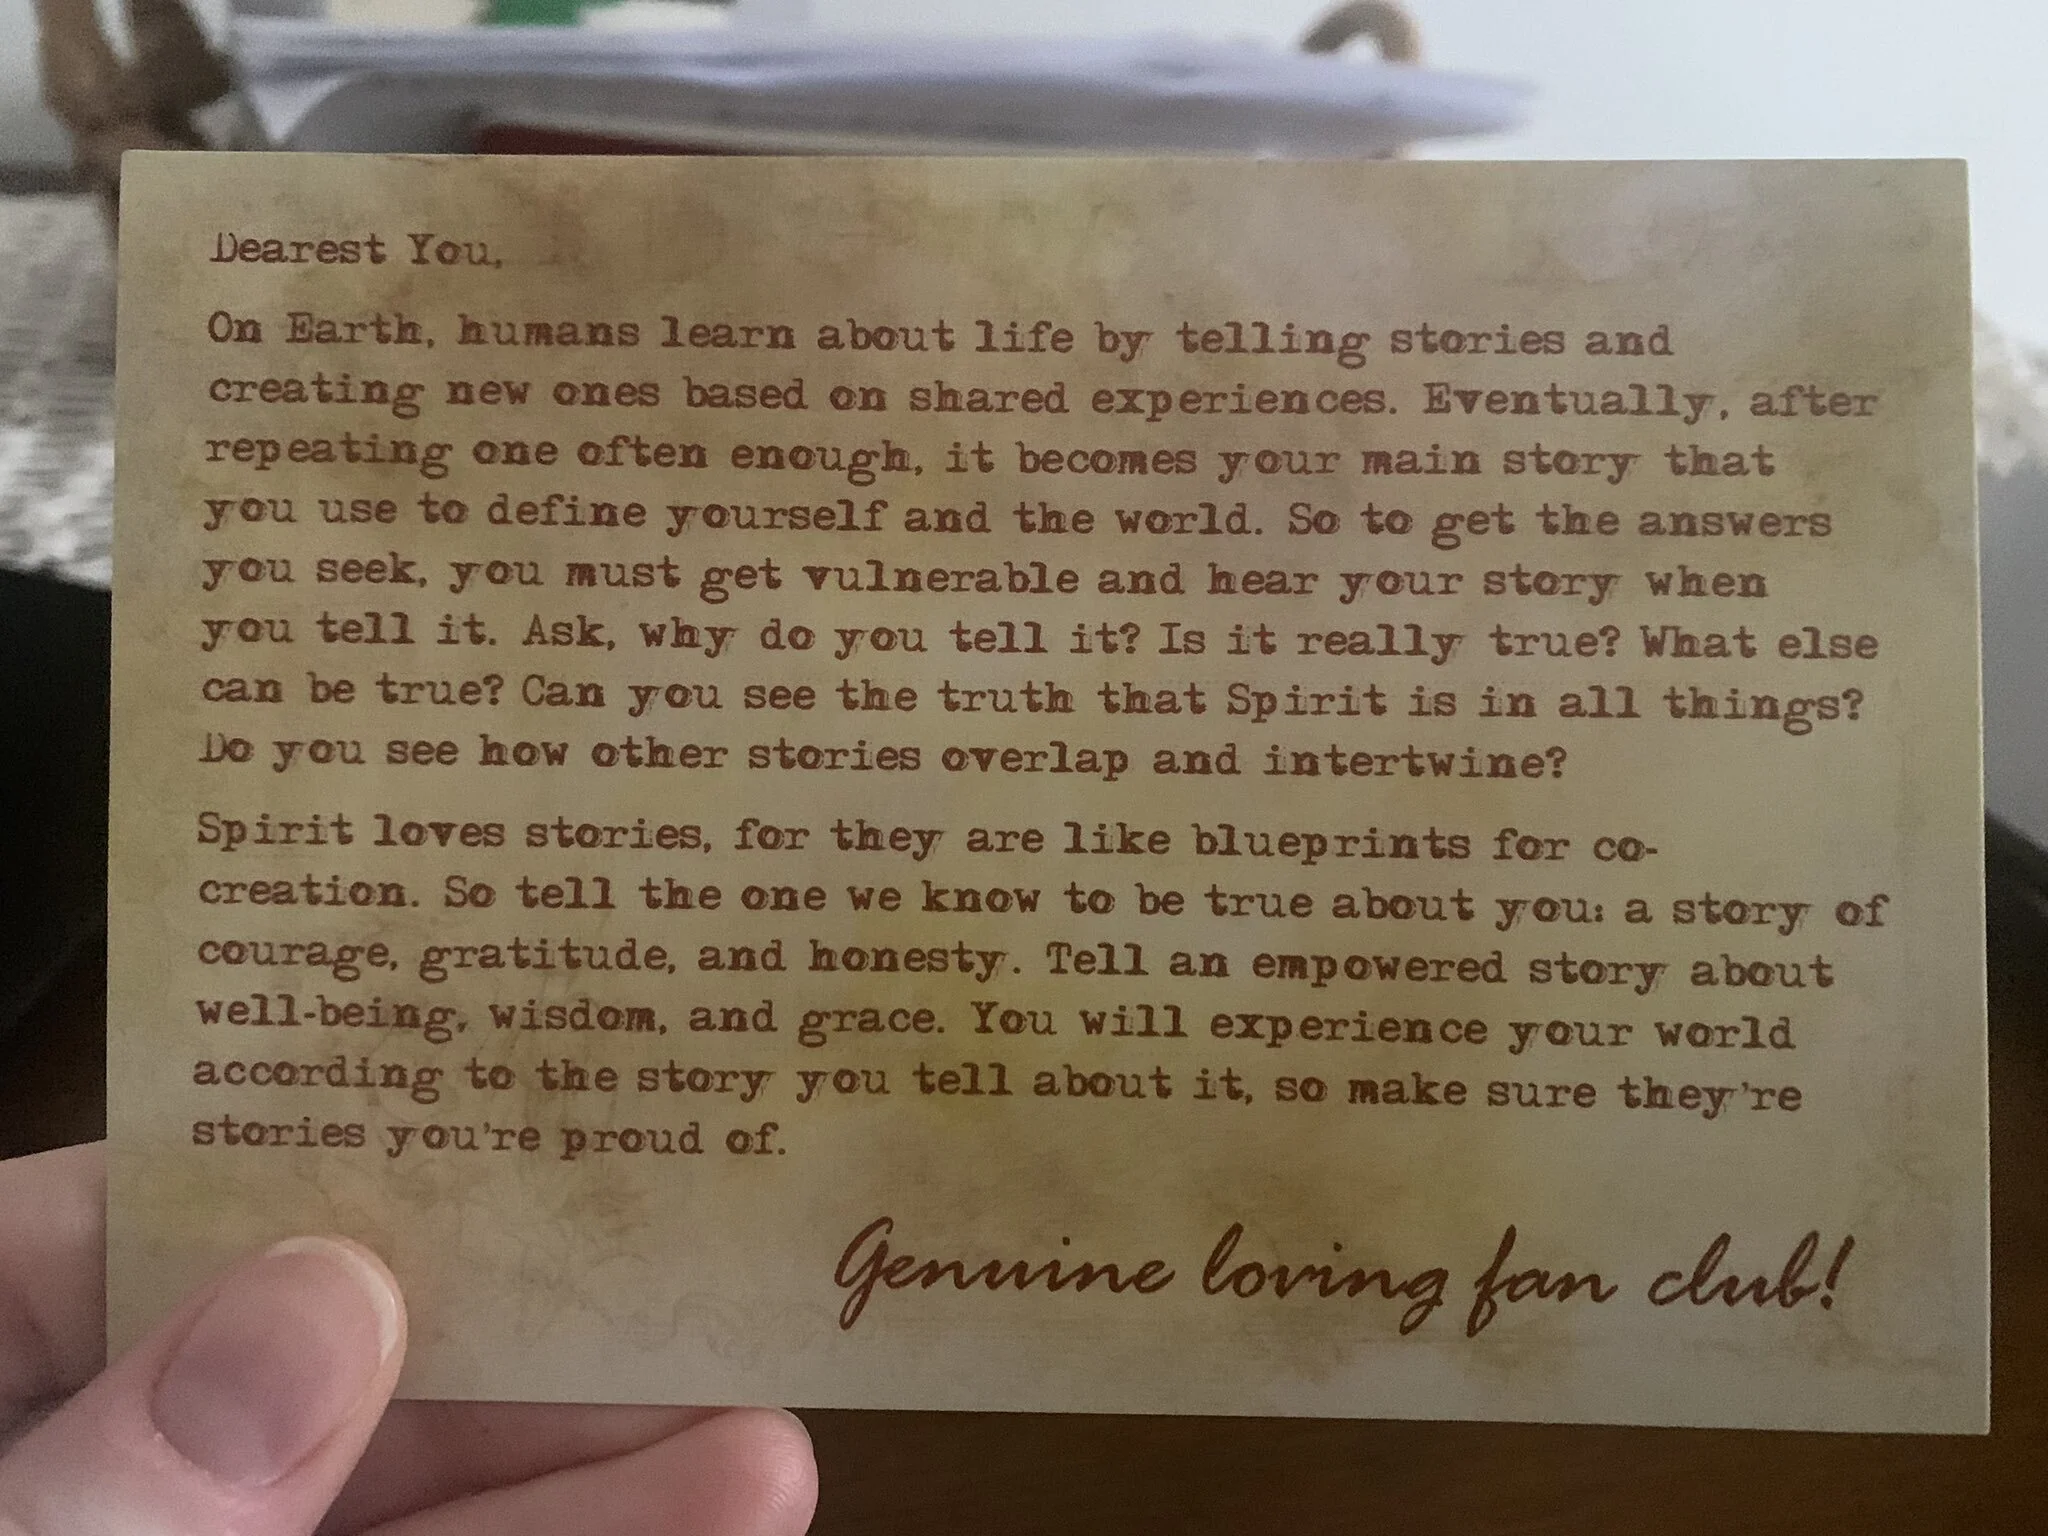 Dearest You,
On Earth, humans learn about life by telling stories and
creating new ones based on shared experiences. Eventually, after
repeating one often enough, it becomes your main story that
you use to define yourself and the world. So to get the answers
you seek, you must get vulnerable and hear your story when
you tell it. Ask, why do you tell it? Is it really true? What else
can be true? Can you see the truth that Spirit is in all things?
Do you see how other stories overlap and intertwine?
Spirit loves stories, for they are like blueprints for co-
creation. So tell the one we know to be true about you: a story of
courage, gratitude, and honesty. Tell an empowered story about
well-being, wisdom, and grace. You will experience your world
according to the story you tell about it, so make sure they're
stories you're proud of.
Genuine loving fan club!